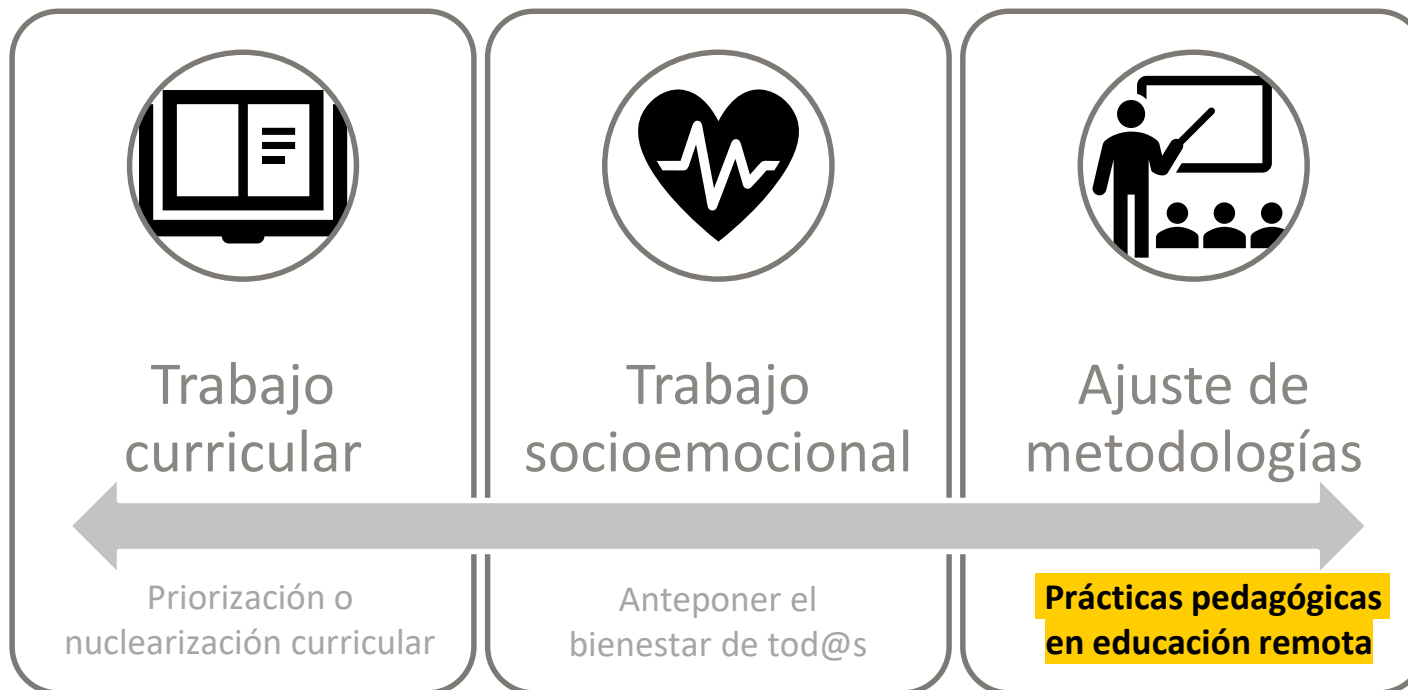 Trabajo
curricular
Priorización o
nuclearización curricular
Trabajo
socioemocional
Anteponer el
bienestar de tod@s
Ajuste de
metodologías
Prácticas pedagógicas
en educación remota